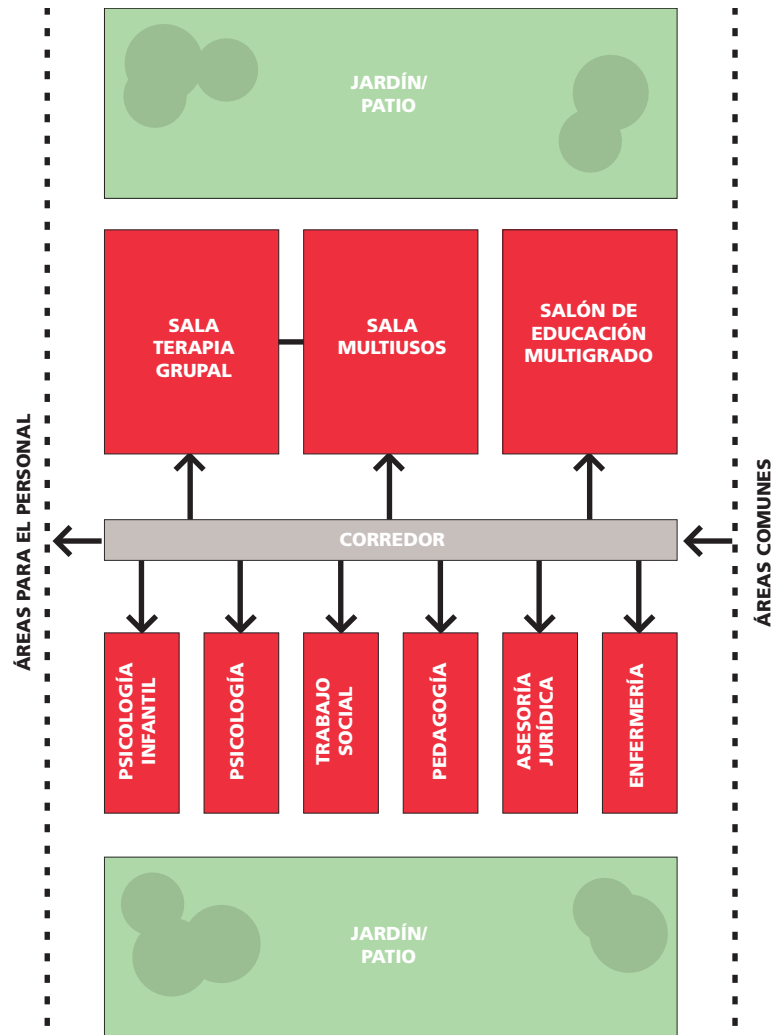 JARDÍN/
PATIO
SALA
TERAPIA
GRUPAL
SALA
MULTIUSOS
SALÓN DE
EDUCACIÓN
MULTIGRADO
ÁREAS PARA EL PERSONAL
CORREDOR
ÁREAS COMUNES
PSICOLOGÍA
INFANTIL
PSICOLOGÍA
TRABAJO
SOCIAL
PEDAGOGÍA
ASESORÍA
JURÍDICA
ENFERMERÍA
JARDÍN/
PATIO